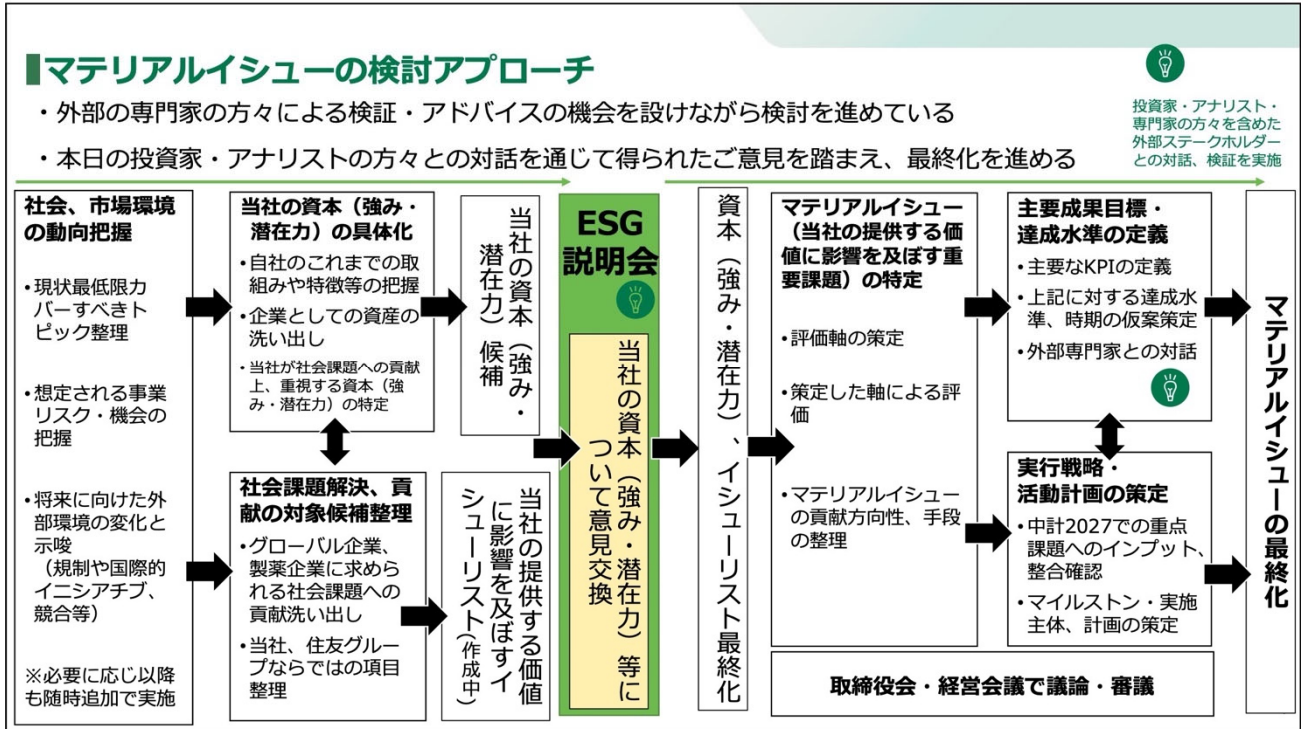 マテリアルイシューの検討アプローチ
・外部の専門家の方々による検証・アドバイスの機会を設けながら検討を進めている
・本日の投資家・アナリストの方々との対話を通じて得られたご意見を踏まえ、最終化を進める
投資家・アナリスト・
専門家の方々を含めた
外部ステークホルダー
との対話、検証を実施
社会、市場環境
の動向把握
•現状最低限カ
バーすべきト
ピック整理
•想定される事業
リスク・機会の
把握
•将来に向けた外
部環境の変化と
示唆
（規制や国際的
イニシアチブ、
競合等）
※必要に応じ以降
も随時追加で実施
当社の資本（強み・
潜在力）の具体化
•自社のこれまでの取
組みや特徴等の把握
•企業としての資産の
洗い出し
•当社が社会課題への貢献
上、重視する資本（強
み・潜在力）の特定
社会課題解決、貢
献の対象候補整理
•グローバル企業、
製薬企業に求めら
れる社会課題への
貢献洗い出し
•当社、住友グルー
プならではの項目
整理
当社の資本（強み・
潜在力）候補
当社の提供する価値
に影響を及ぼすイ
シューリスト(作成中)
ESG
説明会
当社の資本（強み・潜在力）等に
ついて意見交換
資本（強み・潜在力）、イシューリスト最終化
マテリアルイシュー
（当社の提供する価
値に影響を及ぼす重
要課題）の特定
•評価軸の策定
•策定した軸による評
価
•マテリアルイシュー
の貢献方向性、手段
の整理
主要成果目標・
達成水準の定義
•主要なKPIの定義
•上記に対する達成水
準、時期の仮案策定
•外部専門家との対話
実行戦略・
活動計画の策定
•中計2027での重点
課題へのインプット、
整合確認
•マイルストン・実施
主体、計画の策定
取締役会・経営会議で議論・審議
マテリアルイシューの最終化